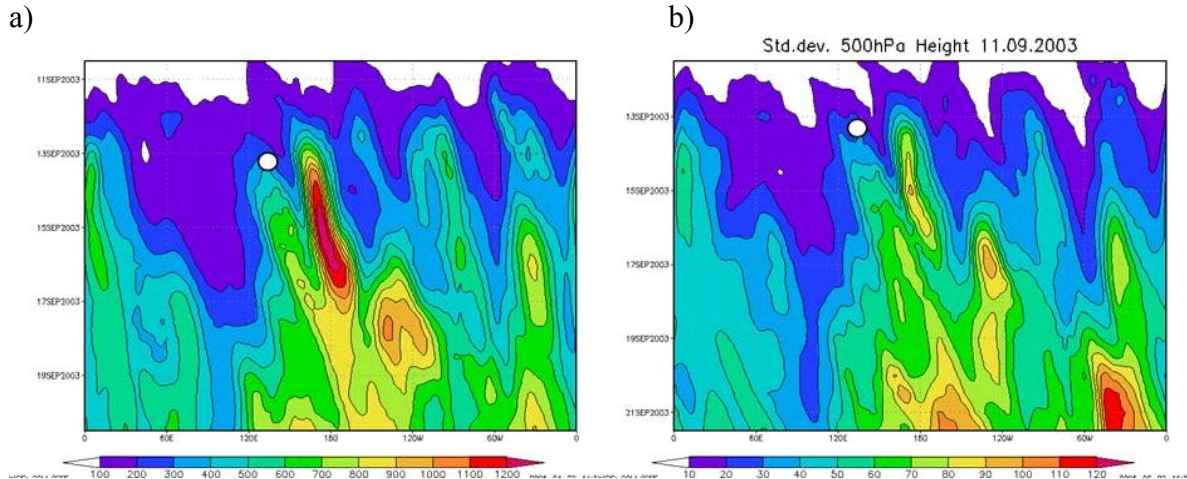 a)
b)
Std.dev. 500hPa Height 11.09.2003
11SEP2003
13SEP2003
15SEP2003
17SEP2003
19SEP2003
0 60E 120E 180 120W 60W 0
100 200 300 400 500 600 700 800 900 1000 1100 1200
13SEP2003
15SEP2003
17SEP2003
19SEP2003
21SEP2003
0 60E 120E 180 120W 60W 0
10 20 30 40 50 60 70 80 90 100 110 120